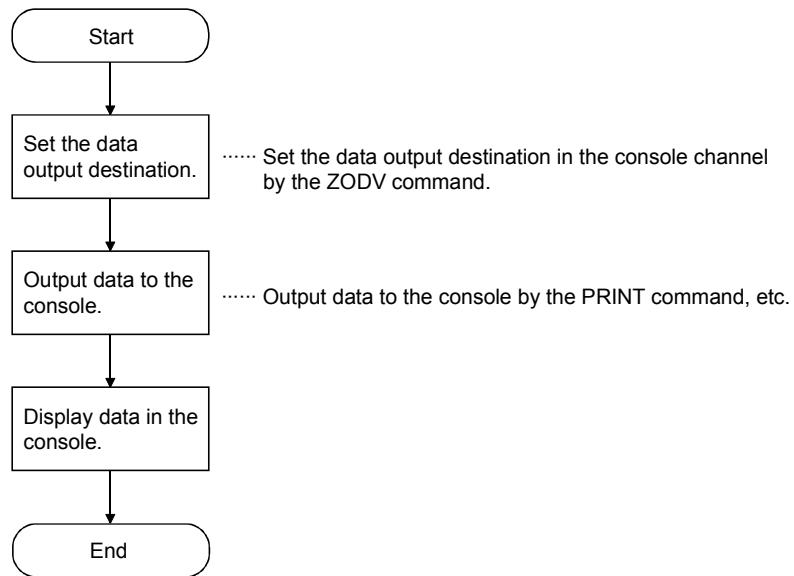 Start
Set the data
output destination.
······ Set the data output destination in the console channel
by the ZODV command.
Output data to the
console.
······ Output data to the console by the PRINT command, etc.
Display data in the
console.
End